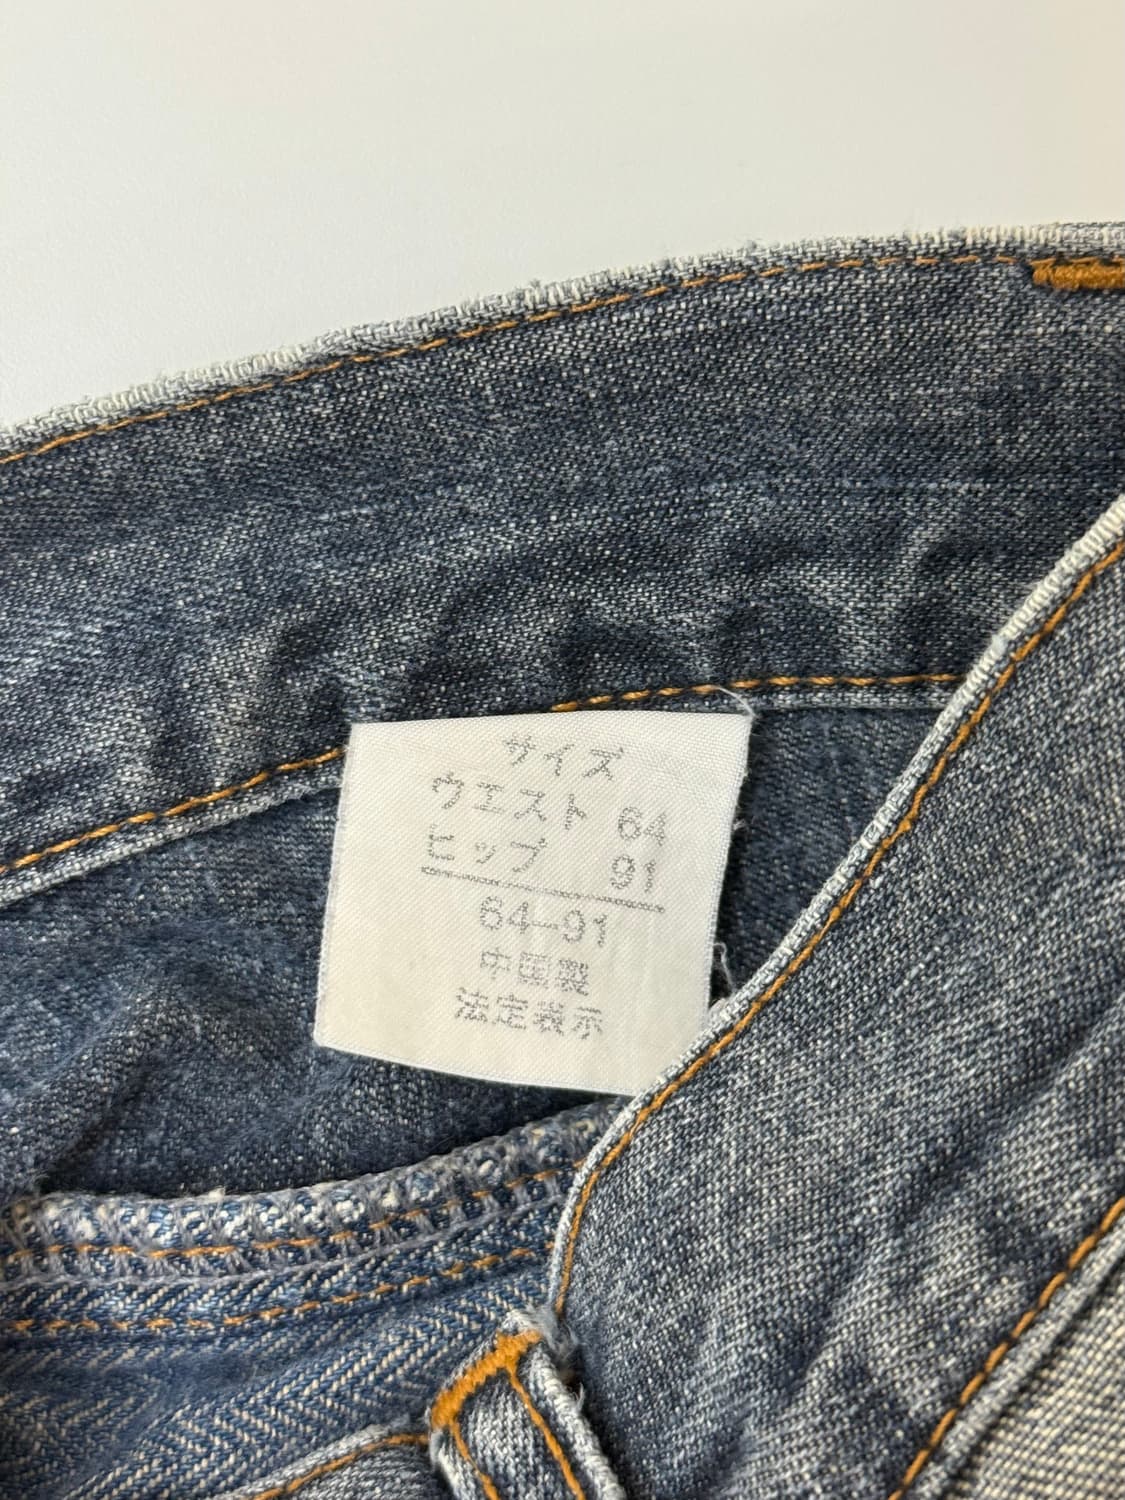 サイズ
ウエスト 64
ヒップ 91
64-91
中国製
法定表示